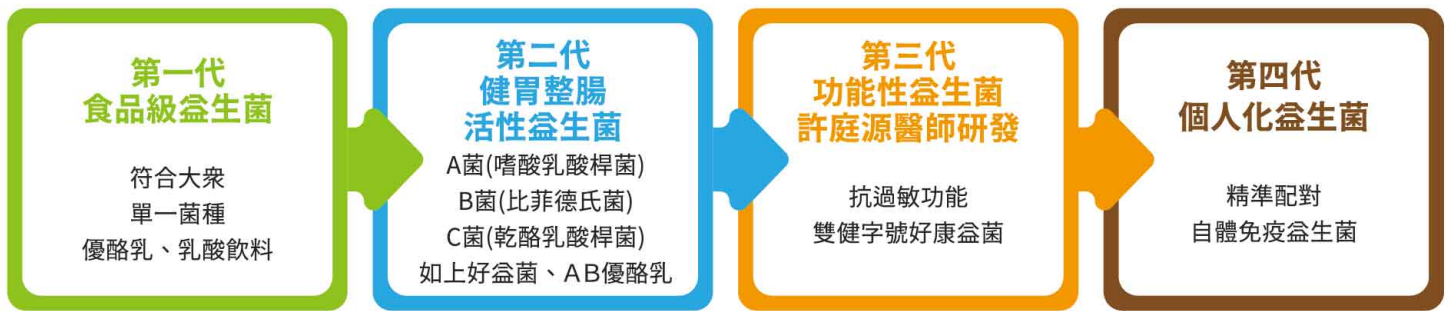 第一代
食品級益生菌
符合大衆
單一菌種
優酪乳、乳酸飲料
第二代
健胃整腸
活性益生菌
A菌(嗜酸乳酸桿菌)
B菌(比菲德氏菌)
C菌(乾酪乳酸桿菌)
如上好益菌、AB優酪乳
第三代
功能性益生菌
許庭源醫師研發
抗過敏功能
雙健字號好康益菌
第四代
個人化益生菌
精準配對
自體免疫益生菌